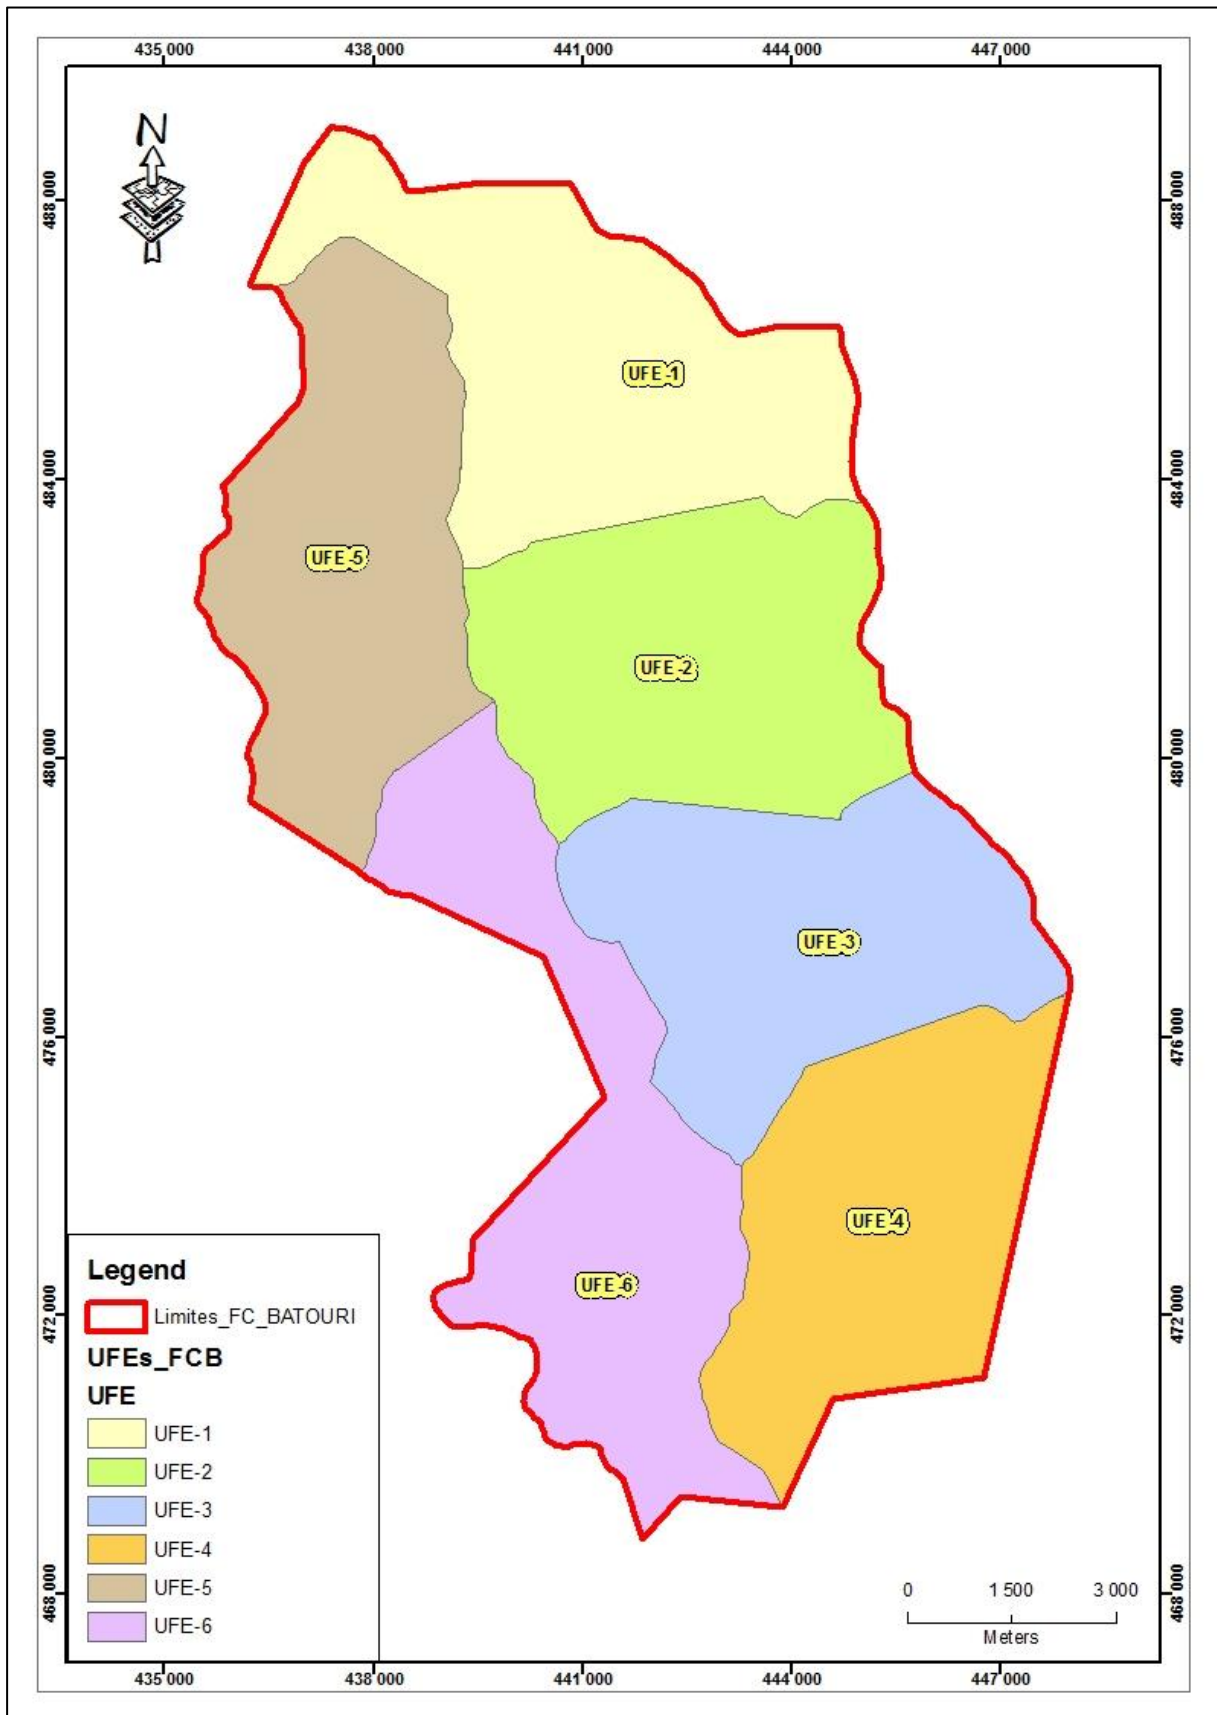 435 000 438 000 441 000 444 000 447 000
N
488 000 488 000
UFE-1
484 000 484 000
UFE-5
UFE-2
480 000 480 000
UFE-3
476 000 476 000
UFE-4
UFE-6
472 000 472 000
Legend
Limites_FC_BATOURI
UFEs_FCB
UFE
UFE-1
UFE-2
UFE-3
UFE-4
UFE-5
UFE-6
468 000 468 000
0 1 500 3 000
Meters
435 000 438 000 441 000 444 000 447 000